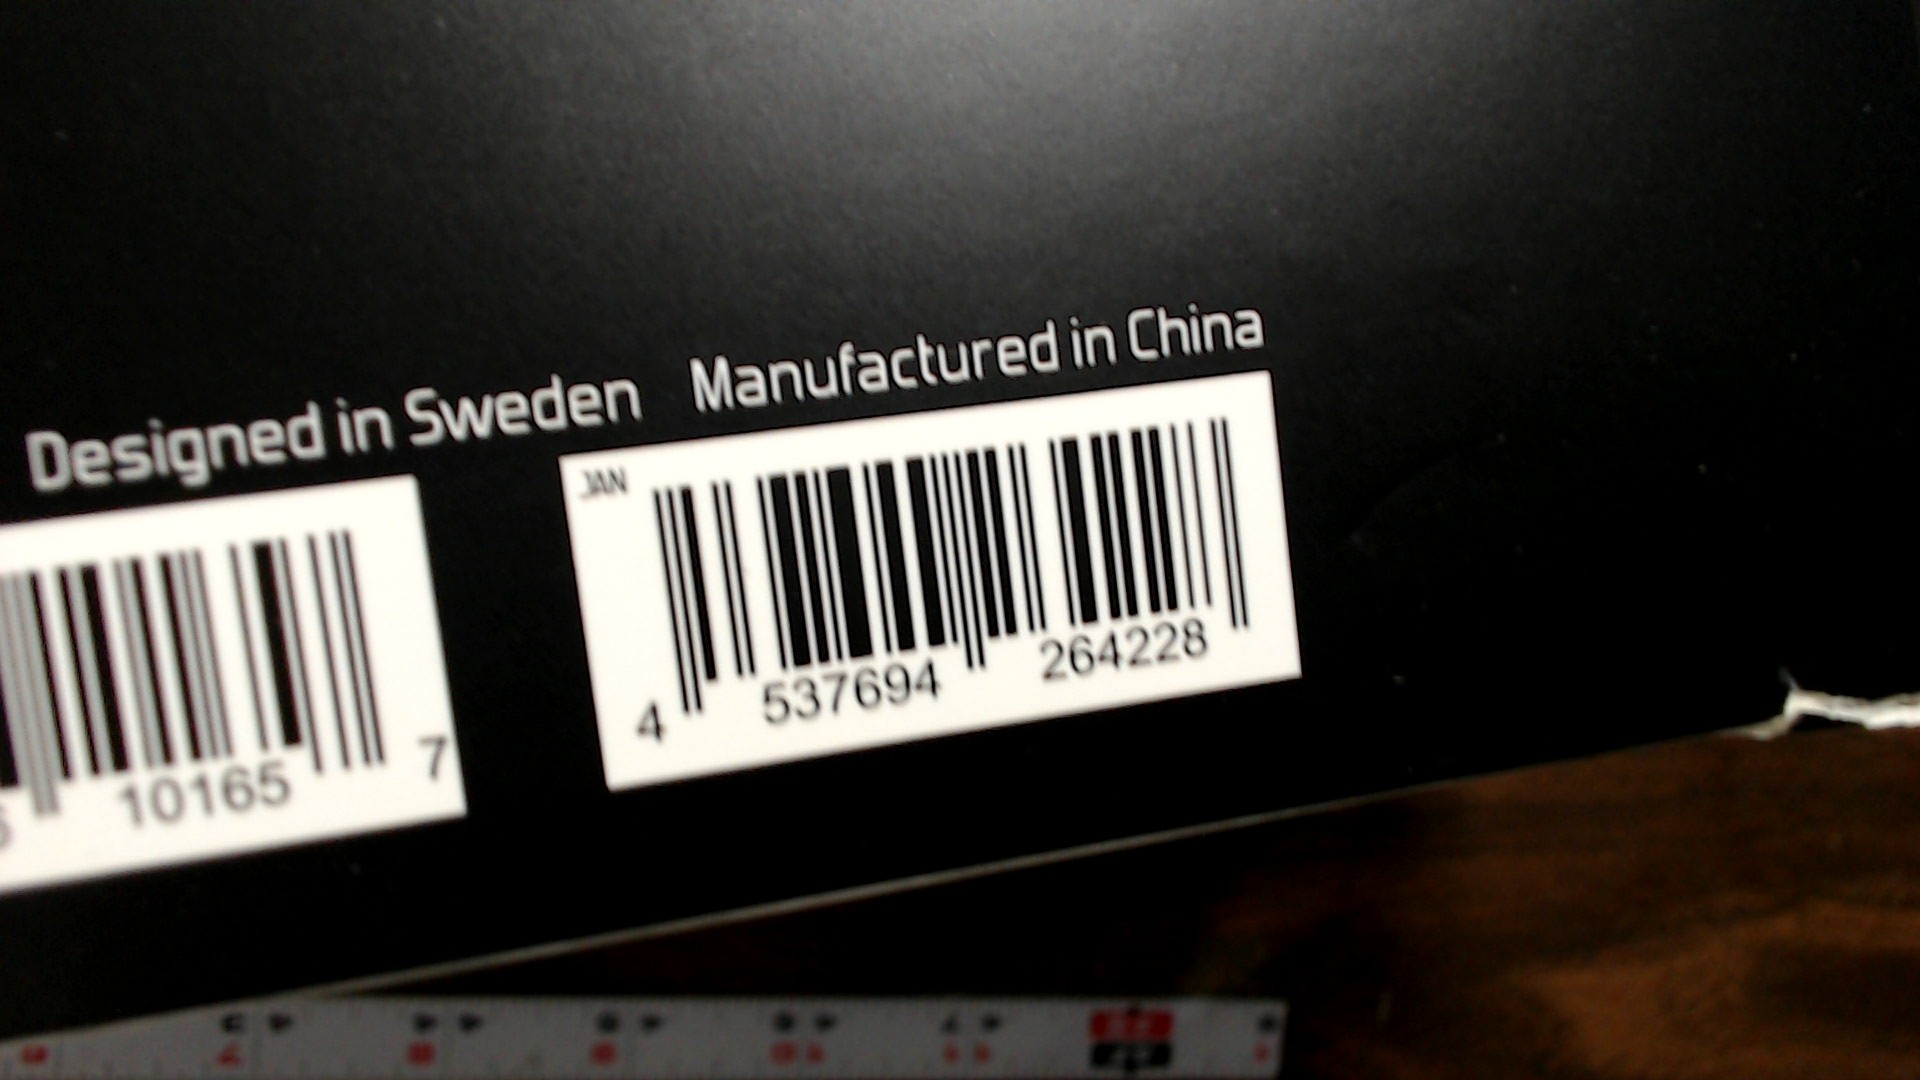 Designed in Sweden Manufactured in China
JAN
10165 7
4 537694 264228